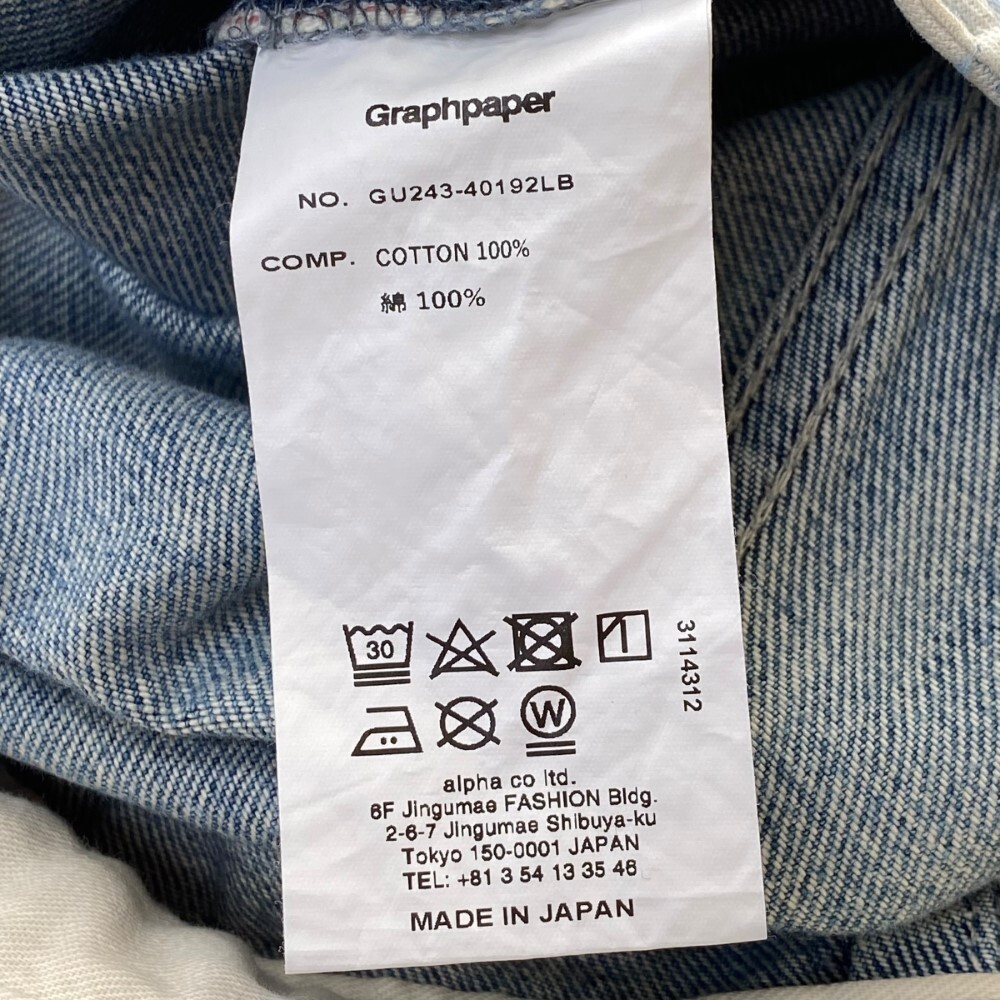 Graphpaper
NO. GU243-40192LB
COMP. COTTON 100%
綿 100%
30
3114312
W
alpha co ltd.
6F Jingumae FASHION Bldg.
2-6-7 Jingumae Shibuya-ku
Tokyo 150-0001 JAPAN
TEL: +81 3 54 13 35 46
MADE IN JAPAN